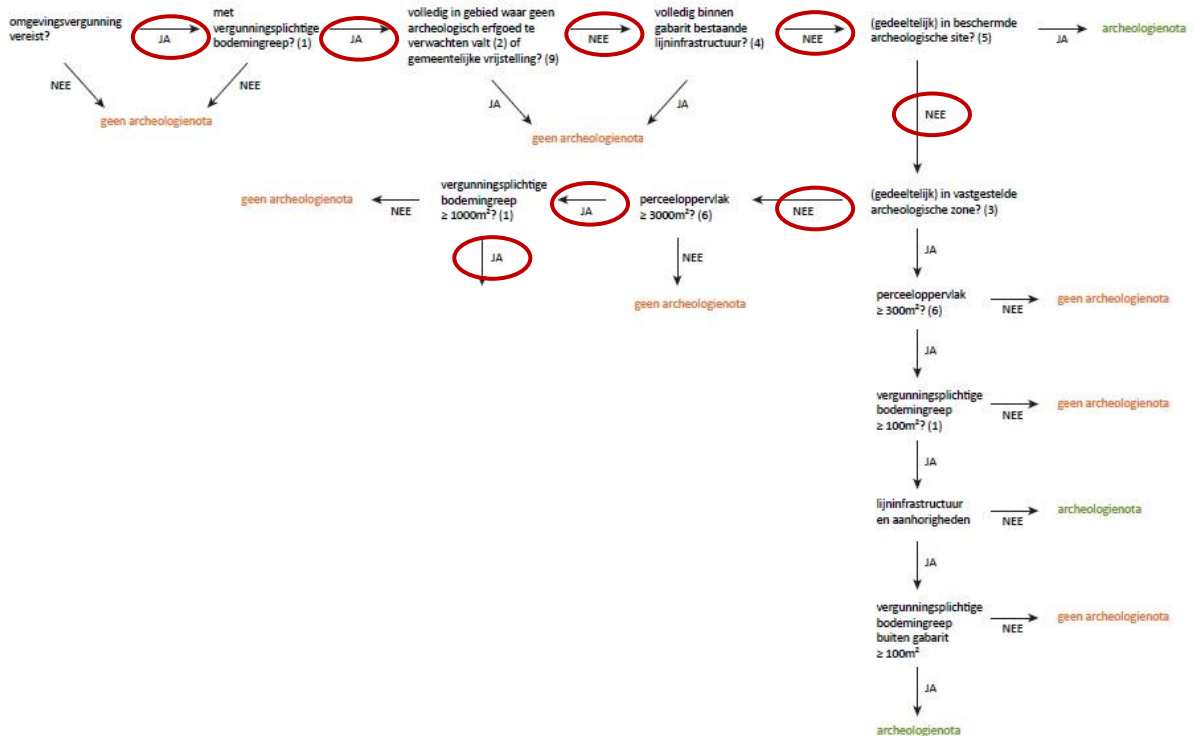 omgevingsvergunning
vereist?
JA
met
vergunningsplichtige
bodemingreep? (1)
JA
volledig in gebied waar geen
archeologisch erfgoed te
verwachten valt (2) of
gemeentelijke vrijstelling? (9)
NEE
volledig binnen
gabarit bestaande
lijninfrastructuur? (4)
NEE
(gedeeltelijk) in beschermde
archeologische site? (5)
JA
archeologienota
NEE
NEE
geen archeologienota
JA
JA
geen archeologienota
NEE
geen archeologienota
NEE
vergunningsplichtige
bodemingreep
≥ 1000m²? (1)
JA
perceeloppervlak
≥ 3000m²? (6)
NEE
(gedeeltelijk) in vastgestelde
archeologische zone? (3)
JA
NEE
geen archeologienota
JA
perceeloppervlak
≥ 300m²? (6)
NEE
geen archeologienota
JA
vergunningsplichtige
bodemingreep
≥ 100m²? (1)
NEE
geen archeologienota
JA
lijninfrastructuur
en aanhorigheden
NEE
archeologienota
JA
vergunningsplichtige
bodemingreep
buiten gabarit
≥ 100m²
NEE
geen archeologienota
JA
archeologienota